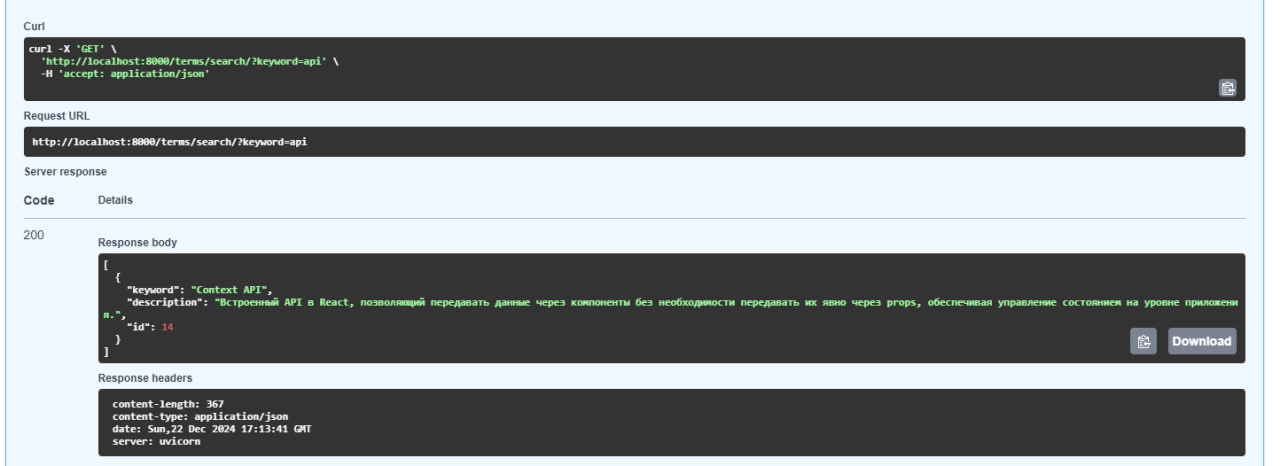 Curl
curl -X 'GET' \
'http://localhost:8000/terms/search/?keyword=api' \
-H 'accept: application/json'
Request URL
http://localhost:8000/terms/search/?keyword=api
Server response
Code Details
200
Response body
[
{
"keyword": "Context API",
"description": "Встроенный API в React, позволяющий передавать данные через компоненты без необходимости передавать их явно через props, обеспечивая управление состоянием на уровне приложени
я.",
"id": 14
}
]
Download
Response headers
content-length: 367
content-type: application/json
date: Sun,22 Dec 2024 17:13:41 GMT
server: uvicorn